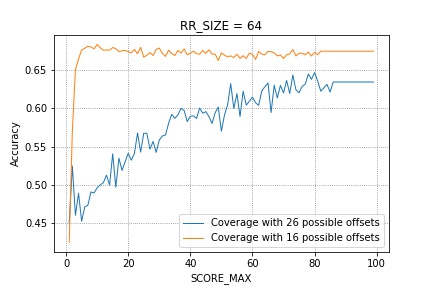 RR_SIZE = 64
Accuracy
0.65
0.60
0.55
0.50
0.45
Coverage with 26 possible offsets
Coverage with 16 possible offsets
0 20 40 60 80 100
SCORE_MAX